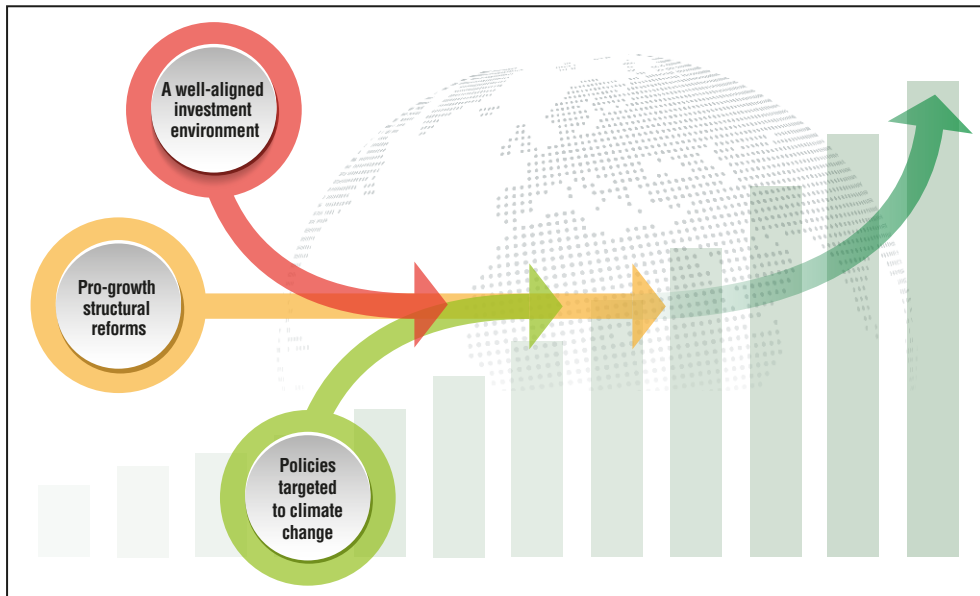 A well-aligned
investment
environment
Pro-growth
structural
reforms
Policies
targeted
to climate
change